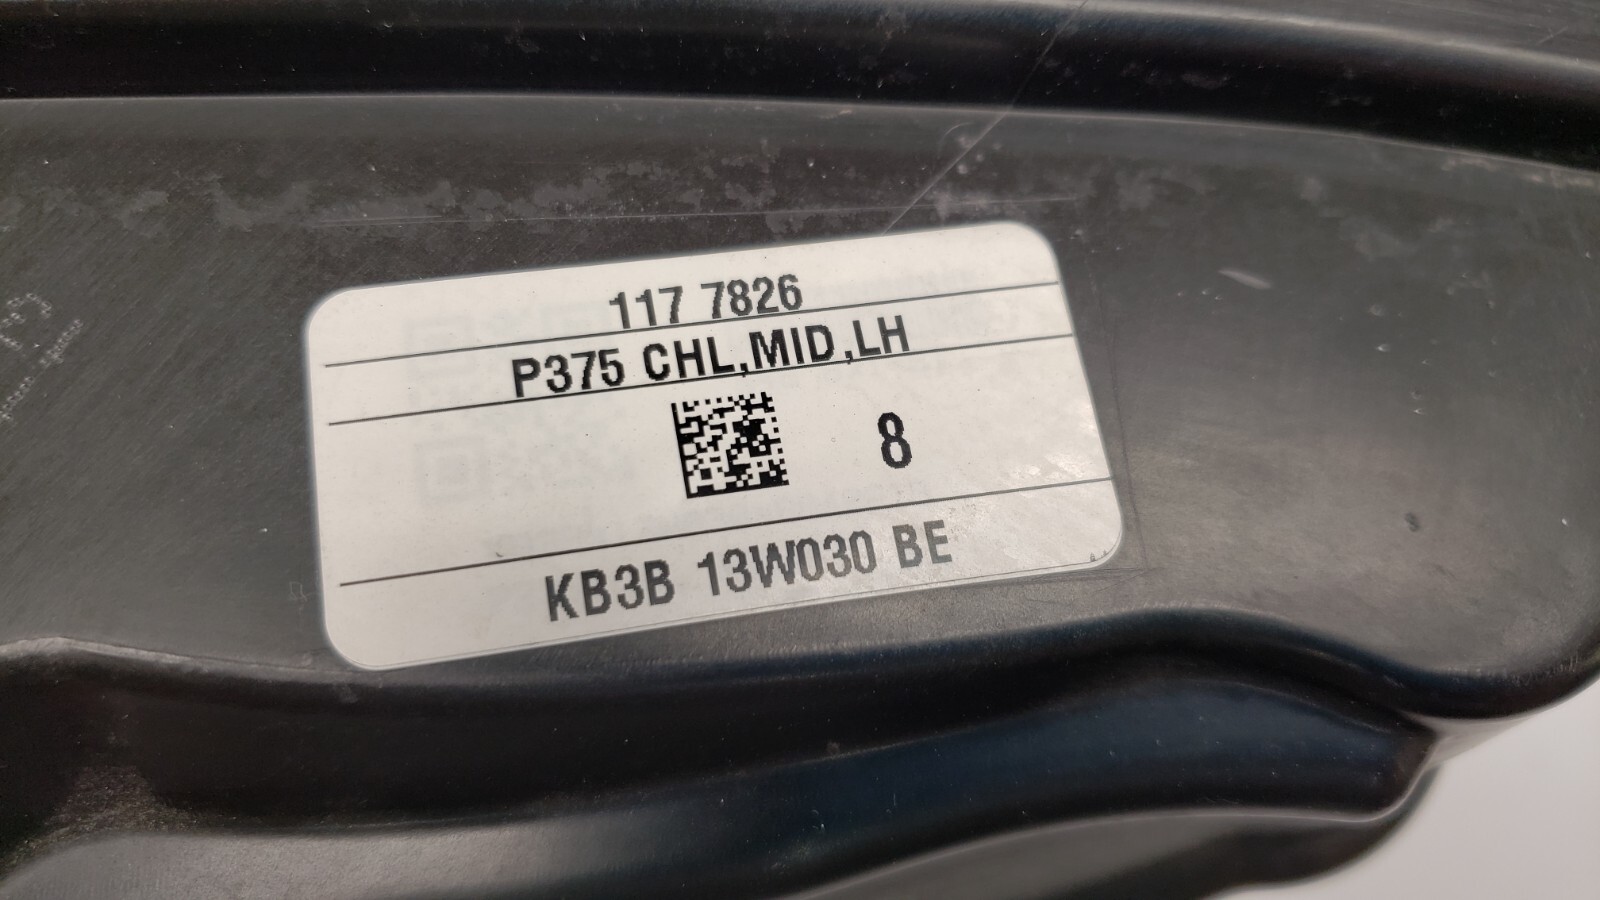 117 7826
P375 CHL,MID,LH
8
KB3B 13W030 BE